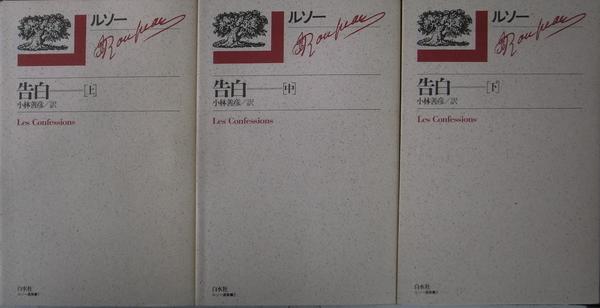 ルソー
Rousseau
告白——[上]
小林善彦/訳
Les Confessions
白水社
ルソー
Rousseau
告白——[中]
小林善彦/訳
Les Confessions
白水社
ルソー
Rousseau
告白——[下]
小林善彦/訳
Les Confessions
白水社